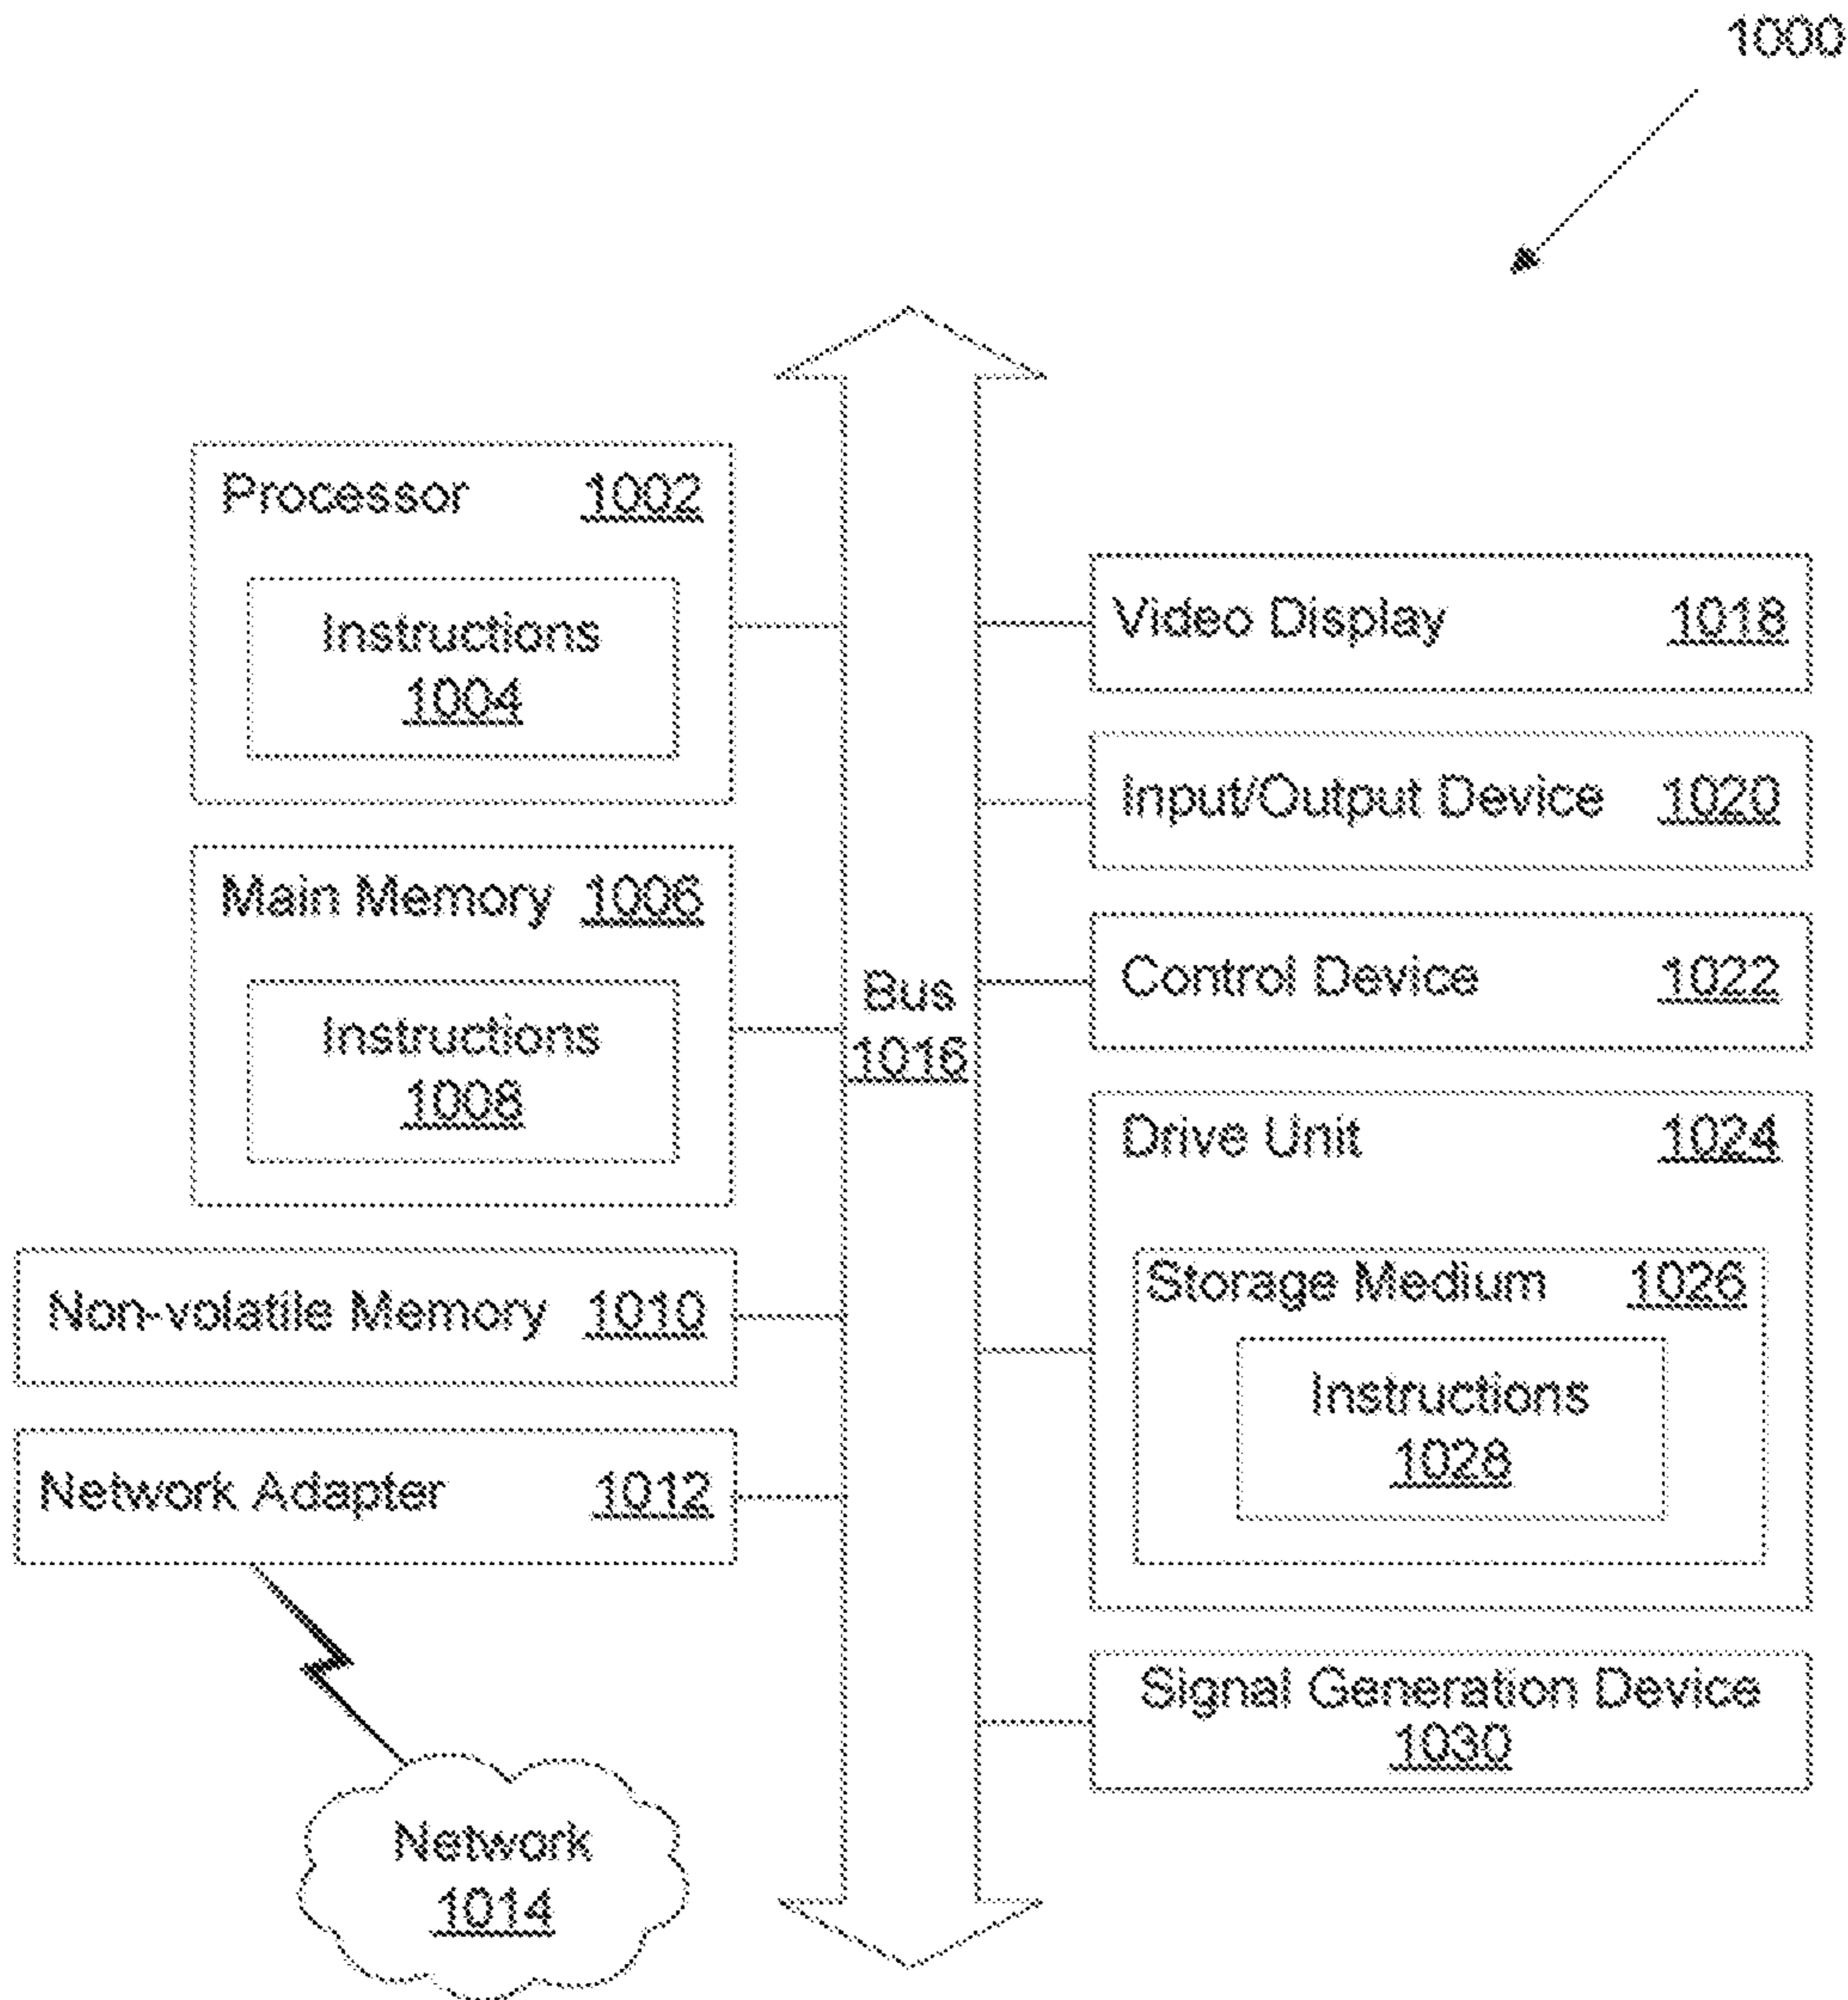 1000
Processor 1002
Instructions
1004
Main Memory 1006
Instructions
1008
Non-volatile Memory 1010
Network Adapter 1012
Network
1014
Bus
1016
Video Display 1018
Input/Output Device 1020
Control Device 1022
Drive Unit 1024
Storage Medium 1026
Instructions
1028
Signal Generation Device
1030